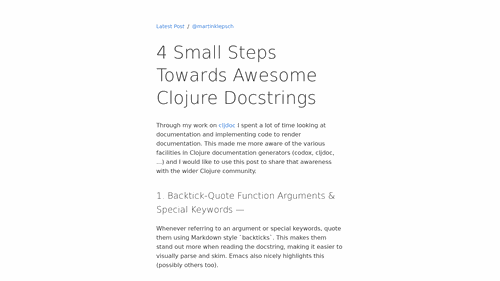 Latest Post / @martinklepsch
4 Small Steps
Towards Awesome
Clojure Docstrings
Through my work on cljdoc I spent a lot of time looking at
documentation and implementing code to render
documentation. This made me more aware of the various
facilities in Clojure documentation generators (codox, cljdoc,
...) and I would like to use this post to share that awareness
with the wider Clojure community.
1. Backtick-Quote Function Arguments &
Special Keywords —
Whenever referring to an argument or special keywords, quote
them using Markdown style `backticks`. This makes them
stand out more when reading the docstring, making it easier to
visually parse and skim. Emacs also nicely highlights this
(possibly others too).